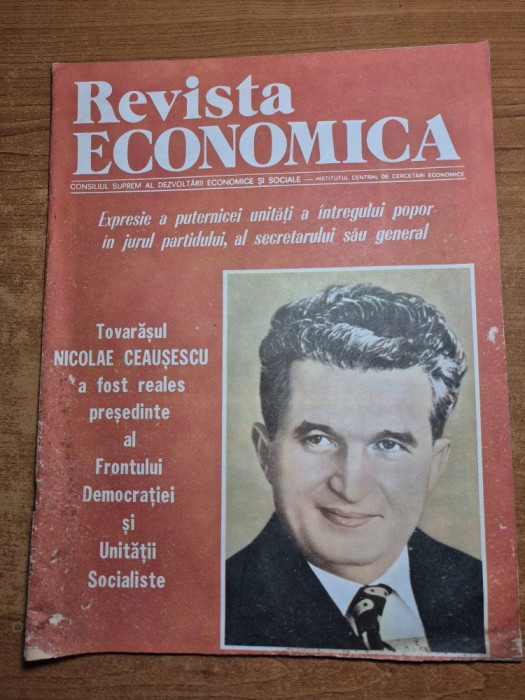 Revista
ECONOMICA
CONSILIUL SUPREM AL DEZVOLTĂRII ECONOMICE ȘI SOCIALE — INSTITUTUL CENTRAL DE CERCETĂRI ECONOMICE
Expresie a puternicei unități a întregului popor
în jurul partidului, al secretarului său general
Tovarășul
NICOLAE CEAUȘESCU
a fost reales
președinte
al
Frontului
Democrației
și
Unității
Socialiste